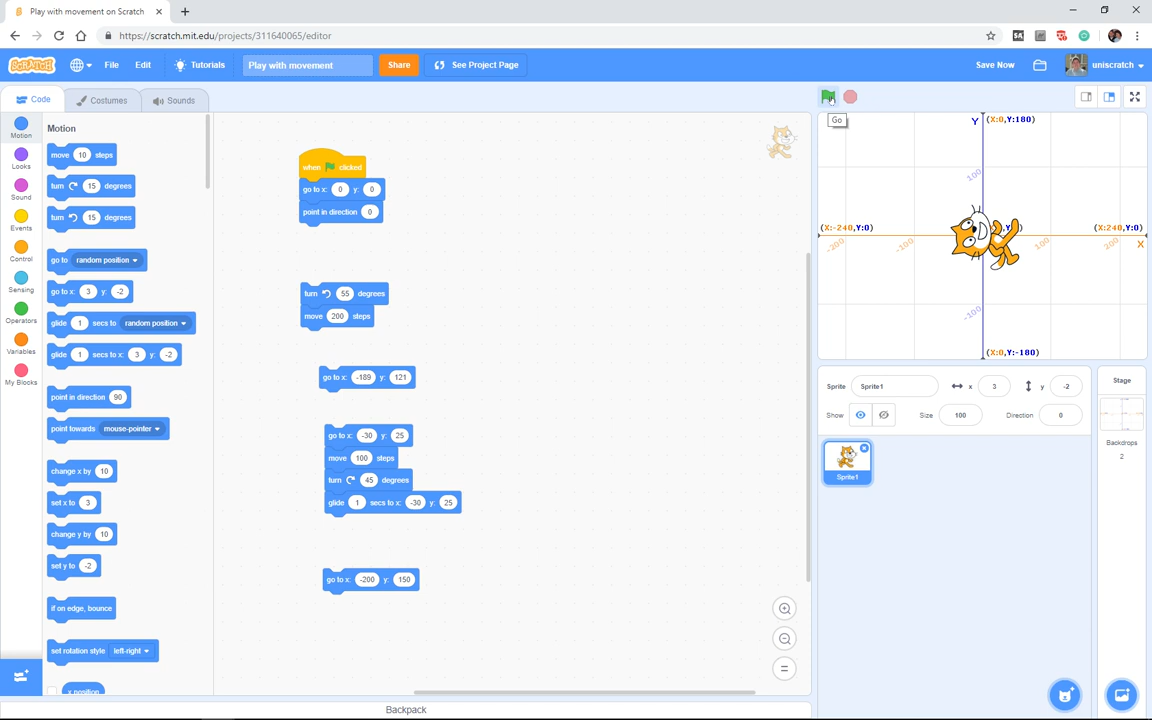 Play with movement on Scratch
https://scratch.mit.edu/projects/311640065/editor
SCRATCH
File
Edit
Tutorials
Play with movement
Share
See Project Page
Save Now
uniscratch
Code
Costumes
Sounds
Go
Motion
Looks
Sound
Events
Control
Sensing
Operators
Variables
My Blocks
Motion
move 10 steps
turn 15 degrees
turn 15 degrees
go to random position
go to x: 3 y: -2
glide 1 secs to random position
glide 1 secs to x: 3 y: -2
point in direction 90
point towards mouse-pointer
change x by 10
set x to 3
change y by 10
set y to -2
if on edge, bounce
set rotation style left-right
x position
when clicked
go to x: 0 y: 0
point in direction 0
turn 55 degrees
move 200 steps
go to x: -189 y: 121
go to x: -30 y: 25
move 100 steps
turn 45 degrees
glide 1 secs to x: -30 y: 25
go to x: -200 y: 150
Y (X:0,Y:180)
100
(X:-240,Y:0)
(X:240,Y:0)
-200 -100 100 200 X
-100
(X:0,Y:-180)
Sprite Sprite1 x 3 y -2
Show Size 100 Direction 0
Sprite1
Stage
Backdrops
2
Backpack